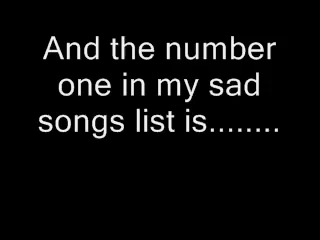 And the number
one in my sad
songs list is........